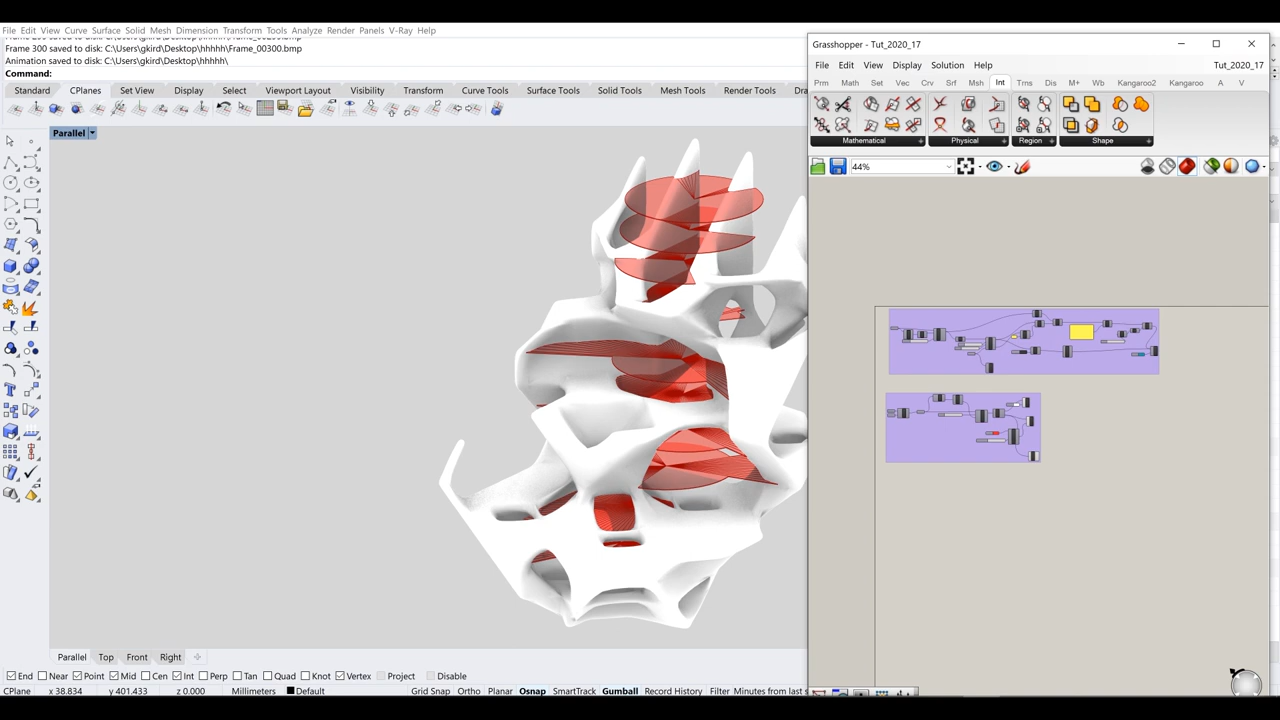 File Edit View Curve Surface Solid Mesh Dimension Transform Tools Analyze Render Panels V-Ray Help
Frame 300 saved to disk: C:\Users\gkird\Desktop\hhhhh\Frame_00300.bmp
Animation saved to disk: C:\Users\gkird\Desktop\hhhhh\
Command:
Standard CPlanes Set View Display Select Viewport Layout Visibility Transform Curve Tools Surface Tools Solid Tools Mesh Tools Render Tools Dra
Parallel
Grasshopper - Tut_2020_17
File Edit View Display Solution Help Tut_2020_17
Prm Math Set Vec Crv Srf Msh Int Trns Dis M+ Wb Kangaroo2 Kangaroo A V
Mathematical Physical Region Shape
44%
Parallel Top Front Right
End Near Point Mid Cen Int Perp Tan Quad Knot Vertex Project Disable
CPlane x 38.834 y 401.433 z 0.000 Millimeters Default Grid Snap Ortho Planar Osnap SmartTrack Gumball Record History Filter Minutes from last s